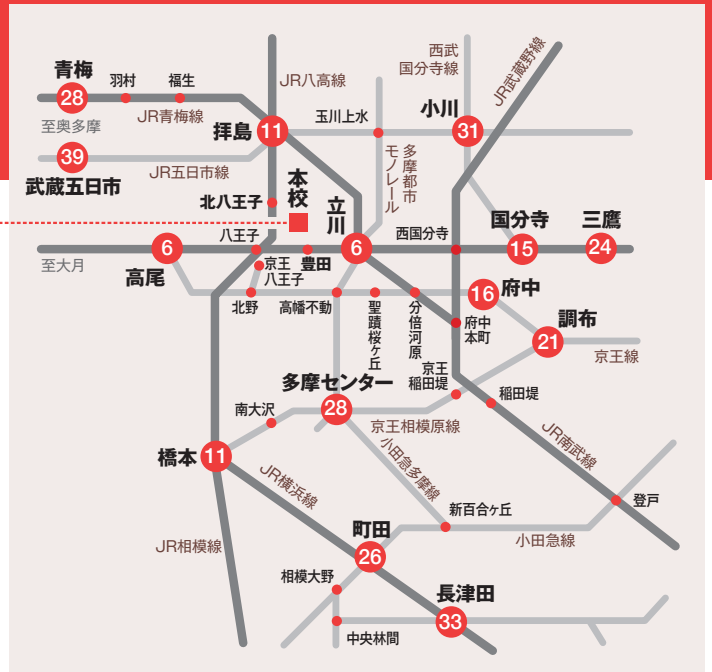 西武
国分寺線
JR武蔵野線
青梅
28
羽村
福生
JR八高線
至奥多摩
JR青梅線
拝島
11
玉川上水
小川
31
39
武蔵五日市
JR五日市線
多摩都市
モノレール
北八王子
本校
立川
6
八王子
豊田
西国分寺
国分寺
15
三鷹
24
6
高尾
至大月
京王
八王子
北野
高幡不動
聖蹟桜ヶ丘
分倍河原
16
府中
府中
本町
調布
21
京王線
京王
稲田堤
稲田堤
多摩センター
28
南大沢
京王相模原線
小田急多摩線
JR南武線
橋本
11
JR横浜線
新百合ヶ丘
登戸
小田急線
JR相模線
町田
26
相模大野
長津田
33
中央林間